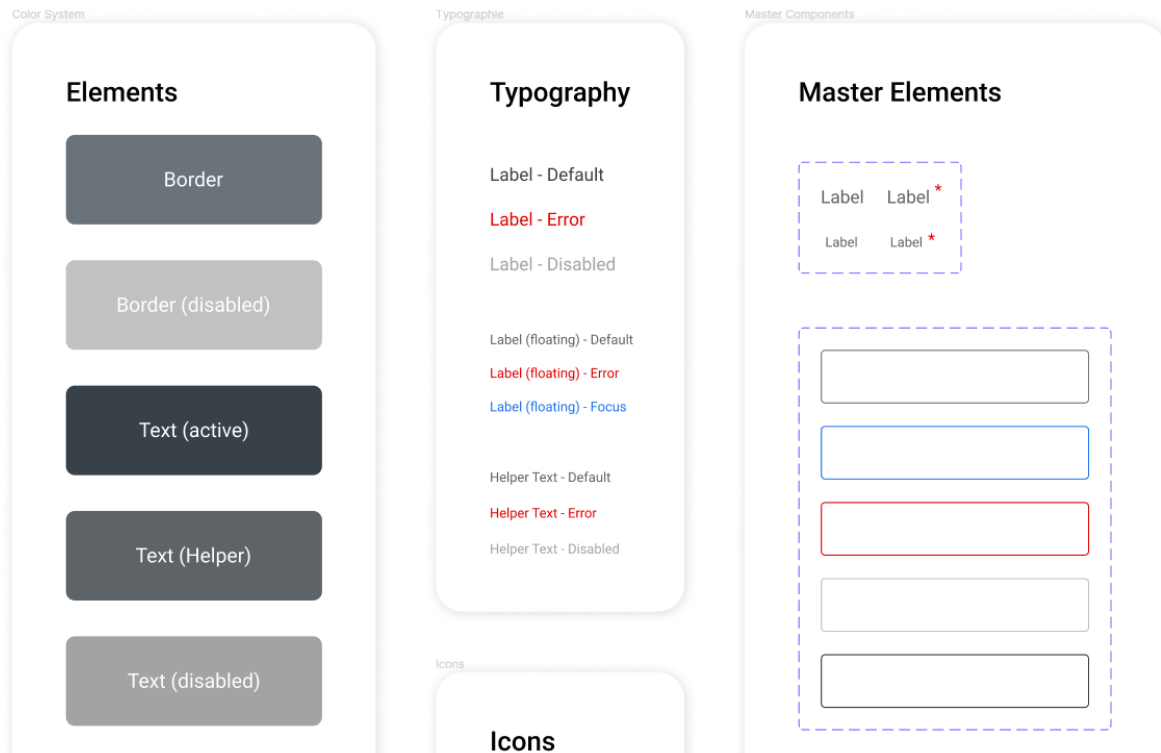 Color System
Elements
Border
Border (disabled)
Text (active)
Text (Helper)
Text (disabled)
Typographie
Typography
Label - Default
Label - Error
Label - Disabled
Label (floating) - Default
Label (floating) - Error
Label (floating) - Focus
Helper Text - Default
Helper Text - Error
Helper Text - Disabled
Icons
Icons
Master Components
Master Elements
Label Label *
Label Label *